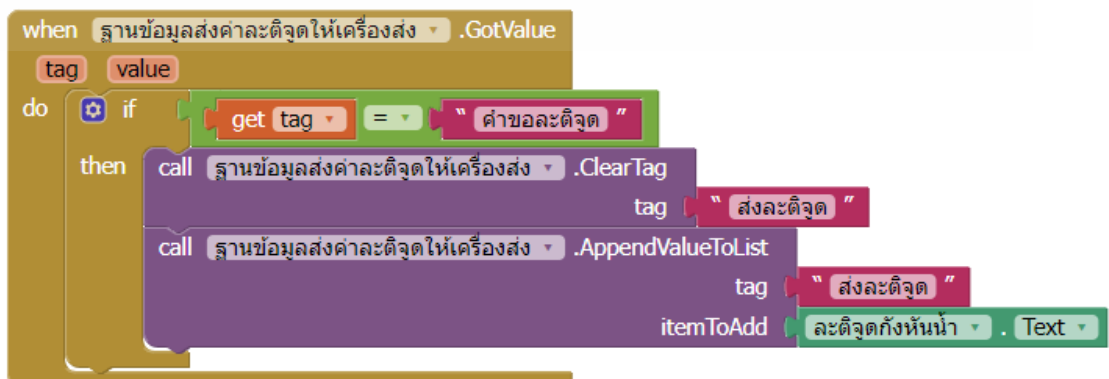 when ฐานข้อมูลส่งค่าละติจูดให้เครื่องส่ง .GotValue
tag value
do if get tag = " คำขอละติจูด "
then call ฐานข้อมูลส่งค่าละติจูดให้เครื่องส่ง .ClearTag
tag " ส่งละติจูด "
call ฐานข้อมูลส่งค่าละติจูดให้เครื่องส่ง .AppendValueToList
tag " ส่งละติจูด "
itemToAdd ละติจูดกังหันน้ำ . Text